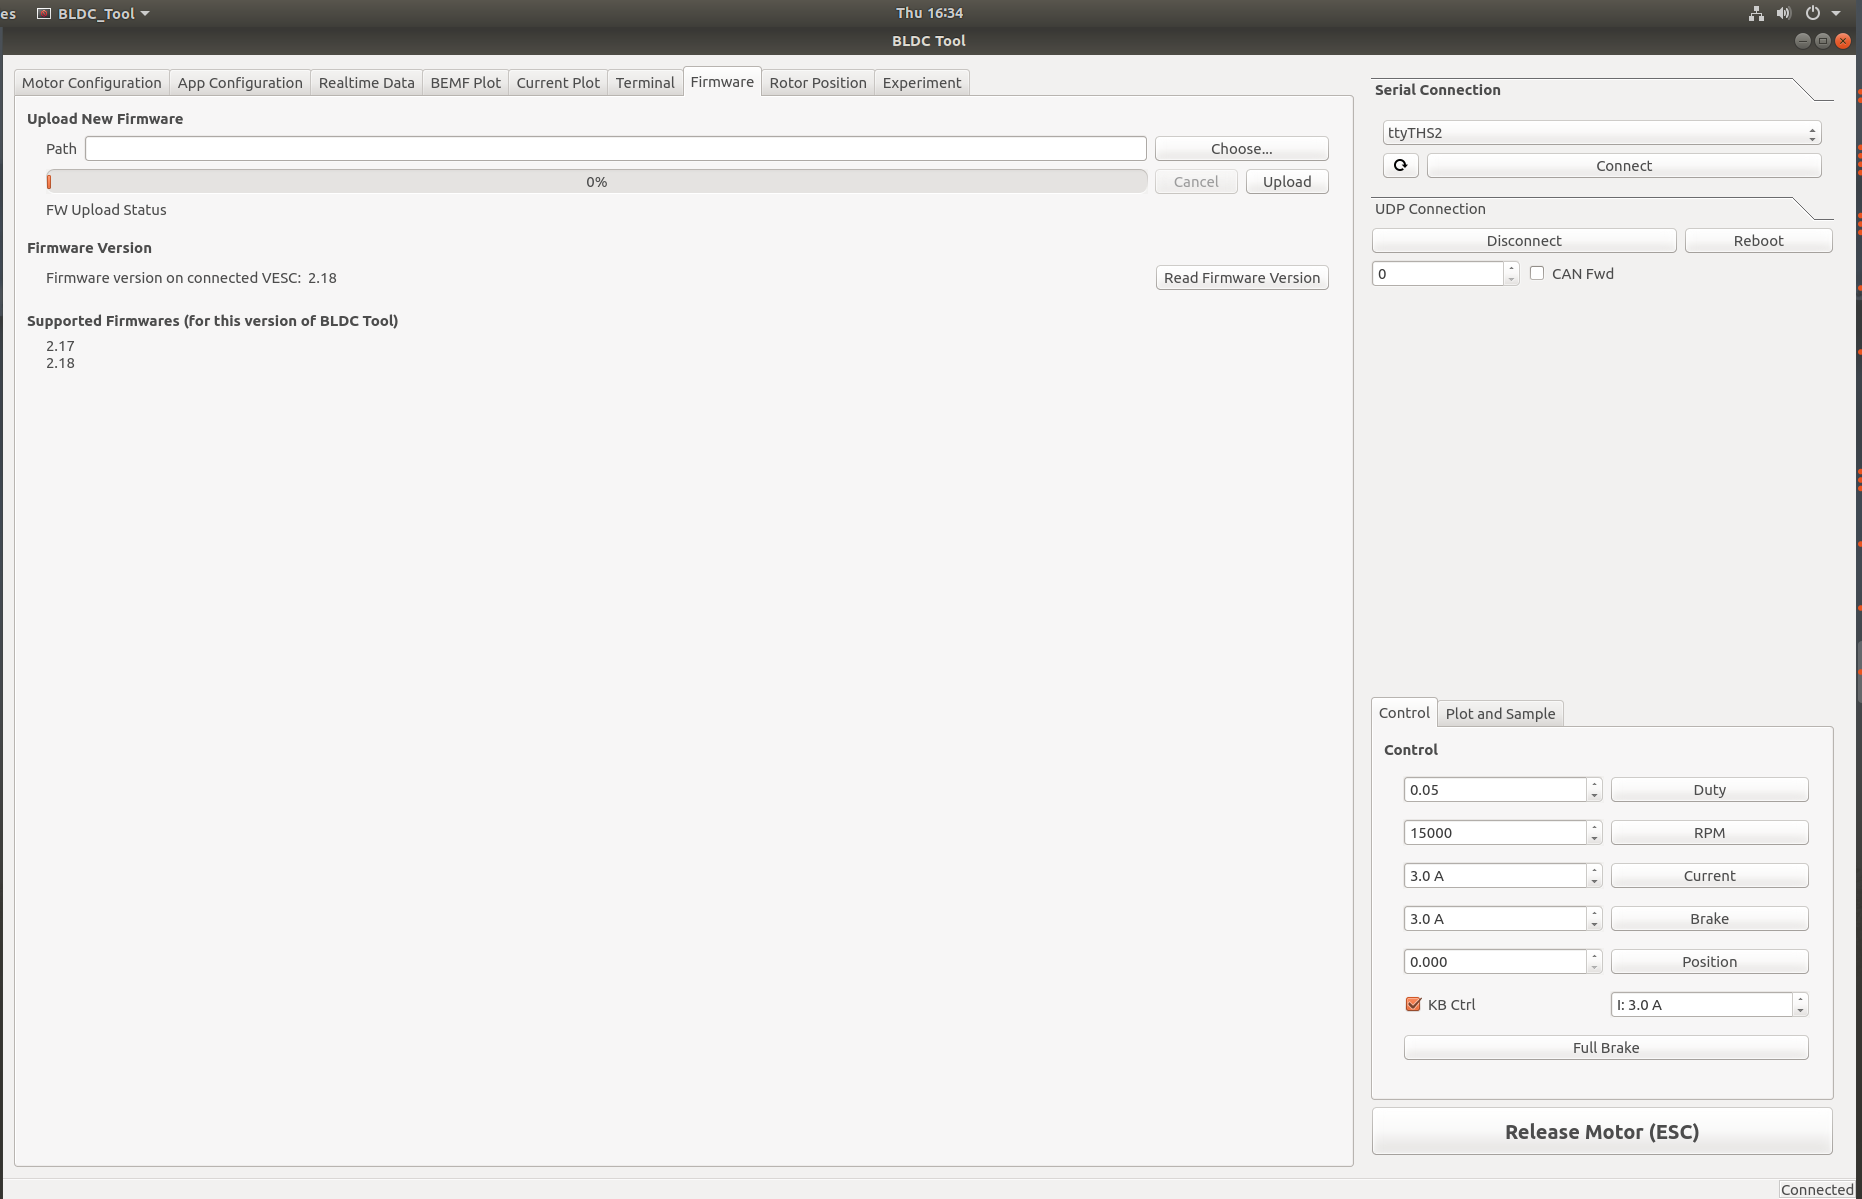 es BLDC_Tool Thu 16:34
BLDC Tool
Motor Configuration App Configuration Realtime Data BEMF Plot Current Plot Terminal Firmware Rotor Position Experiment
Upload New Firmware
Path Choose...
0% Cancel Upload
FW Upload Status
Firmware Version
Firmware version on connected VESC: 2.18 Read Firmware Version
Supported Firmwares (for this version of BLDC Tool)
2.17
2.18
Serial Connection
ttyTHS2
Connect
UDP Connection
Disconnect Reboot
0 CAN Fwd
Control Plot and Sample
Control
0.05 Duty
15000 RPM
3.0 A Current
3.0 A Brake
0.000 Position
KB Ctrl I: 3.0 A
Full Brake
Release Motor (ESC)
Connected